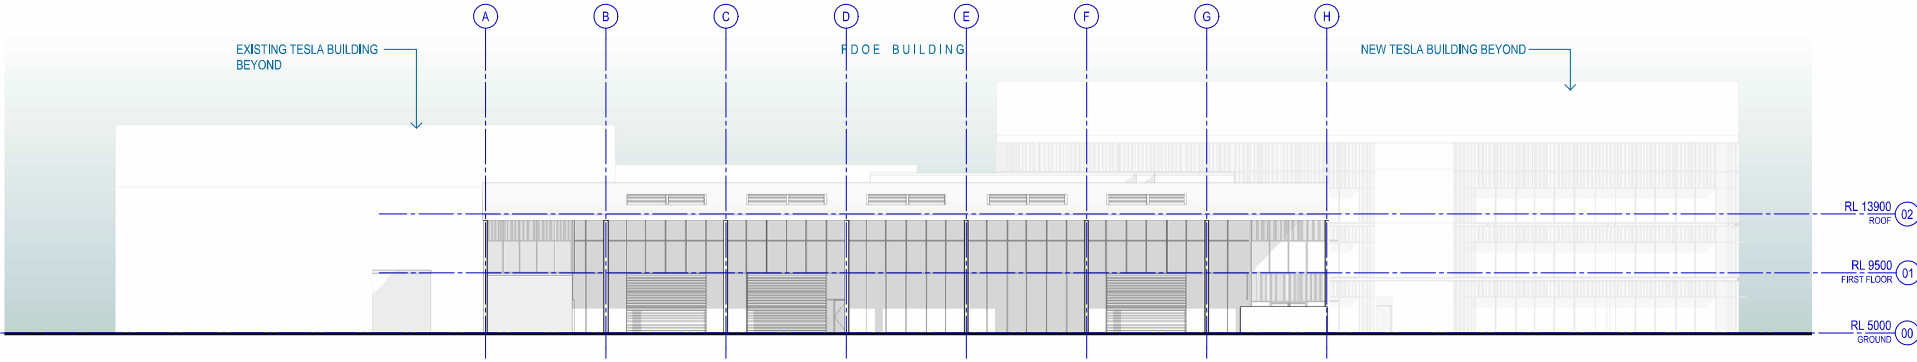 A B C D E F G H
EXISTING TESLA BUILDING
BEYOND
FDOE BUILDING
NEW TESLA BUILDING BEYOND
RL 13900
ROOF
02
RL 9500
FIRST FLOOR
01
RL 5000
GROUND
00